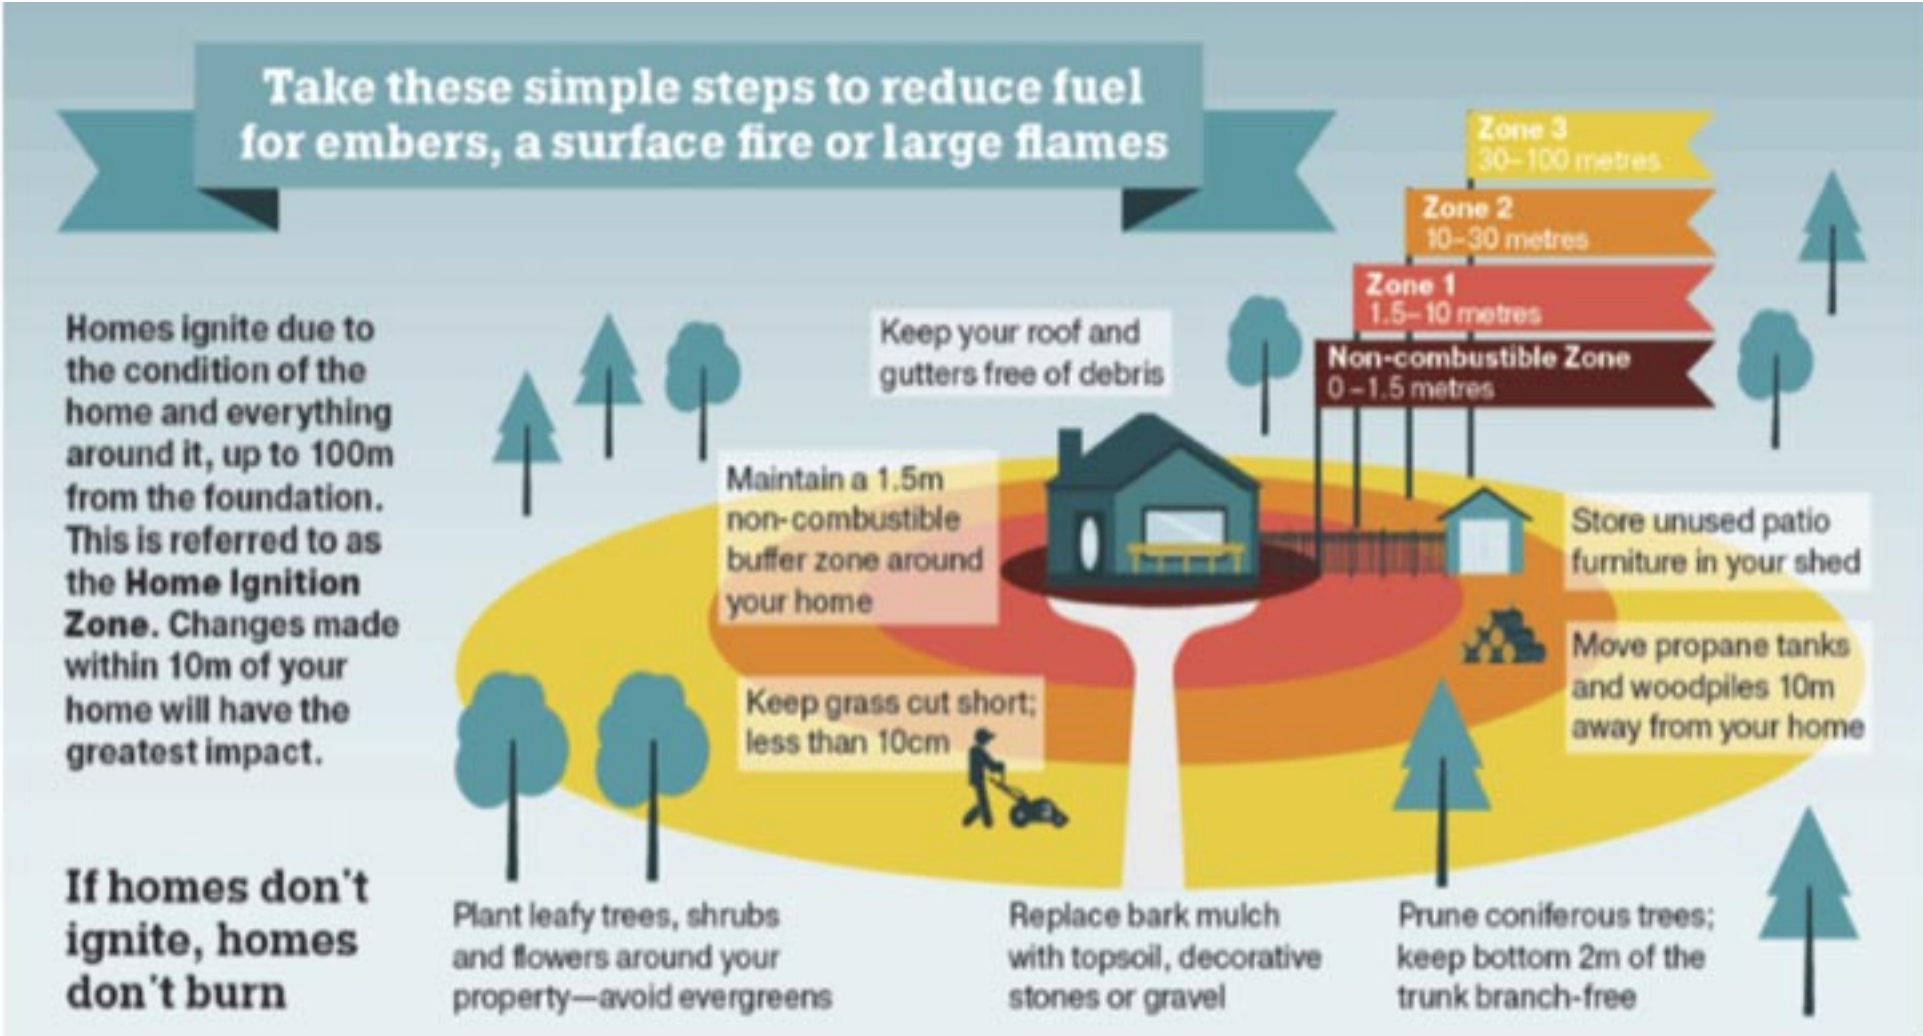 Take these simple steps to reduce fuel
for embers, a surface fire or large flames
Zone 3
30–100 metres
Zone 2
10–30 metres
Zone 1
1.5–10 metres
Non-combustible Zone
0 –1.5 metres
Homes ignite due to
the condition of the
home and everything
around it, up to 100m
from the foundation.
This is referred to as
the Home Ignition
Zone. Changes made
within 10m of your
home will have the
greatest impact.
If homes don't
ignite, homes
don't burn
Keep your roof and
gutters free of debris
Maintain a 1.5m
non-combustible
buffer zone around
your home
Store unused patio
furniture in your shed
Move propane tanks
and woodpiles 10m
away from your home
Keep grass cut short;
less than 10cm
Plant leafy trees, shrubs
and flowers around your
property—avoid evergreens
Replace bark mulch
with topsoil, decorative
stones or gravel
Prune coniferous trees;
keep bottom 2m of the
trunk branch-free